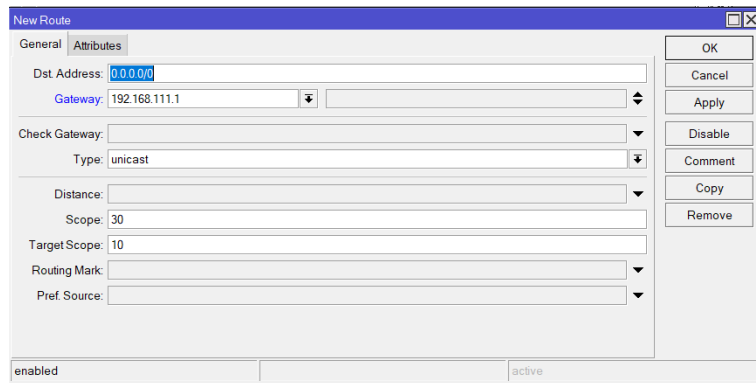 New Route
General Attributes
OK
Dst. Address: 0.0.0.0/0
Cancel
Gateway: 192.168.111.1
Apply
Check Gateway:
Disable
Type: unicast
Comment
Distance:
Copy
Scope: 30
Remove
Target Scope: 10
Routing Mark:
Pref. Source:
enabled
active